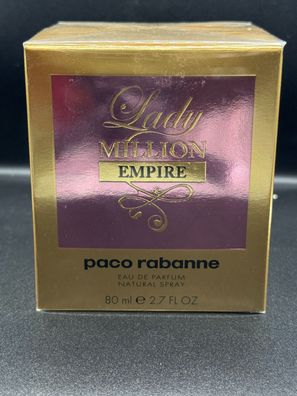 Lady
MILLION
EMPIRE
paco rabanne
EAU DE PARFUM
NATURAL SPRAY
80 ml ℮ 2.7 FL OZ